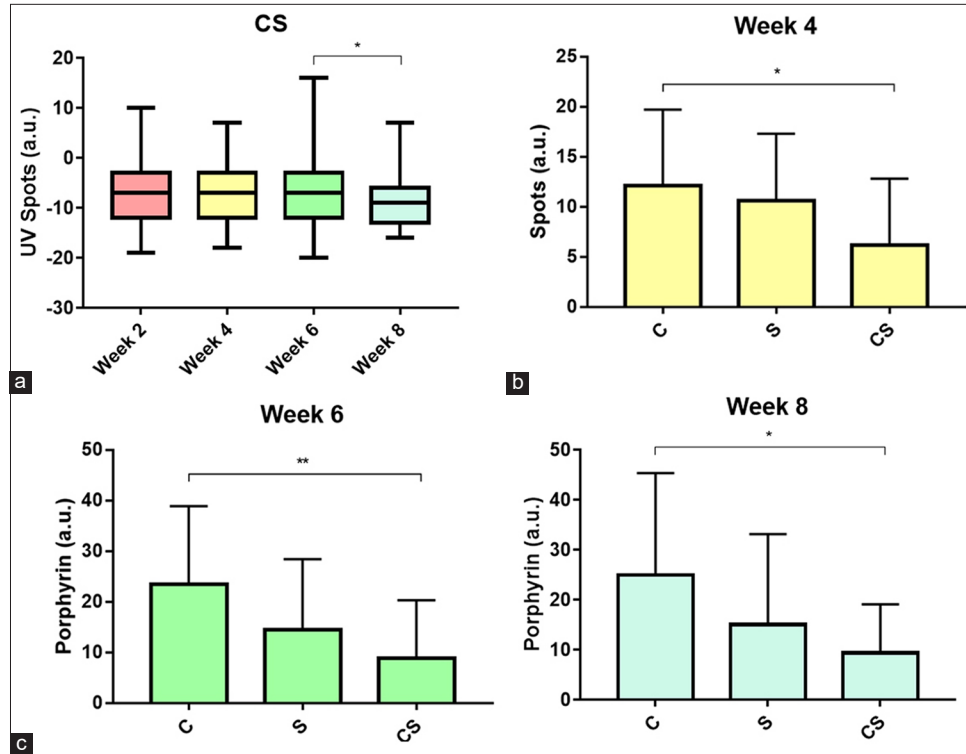 CS
*
UV Spots (a.u.)
20
10
0
-10
-20
-30
Week 2
Week 4
Week 6
Week 8
a
Week 4
*
Spots (a.u.)
25
20
15
10
5
0
C
S
CS
b
Week 6
**
Porphyrin (a.u.)
50
40
30
20
10
0
C
S
CS
c
Week 8
*
Porphyrin (a.u.)
50
40
30
20
10
0
C
S
CS